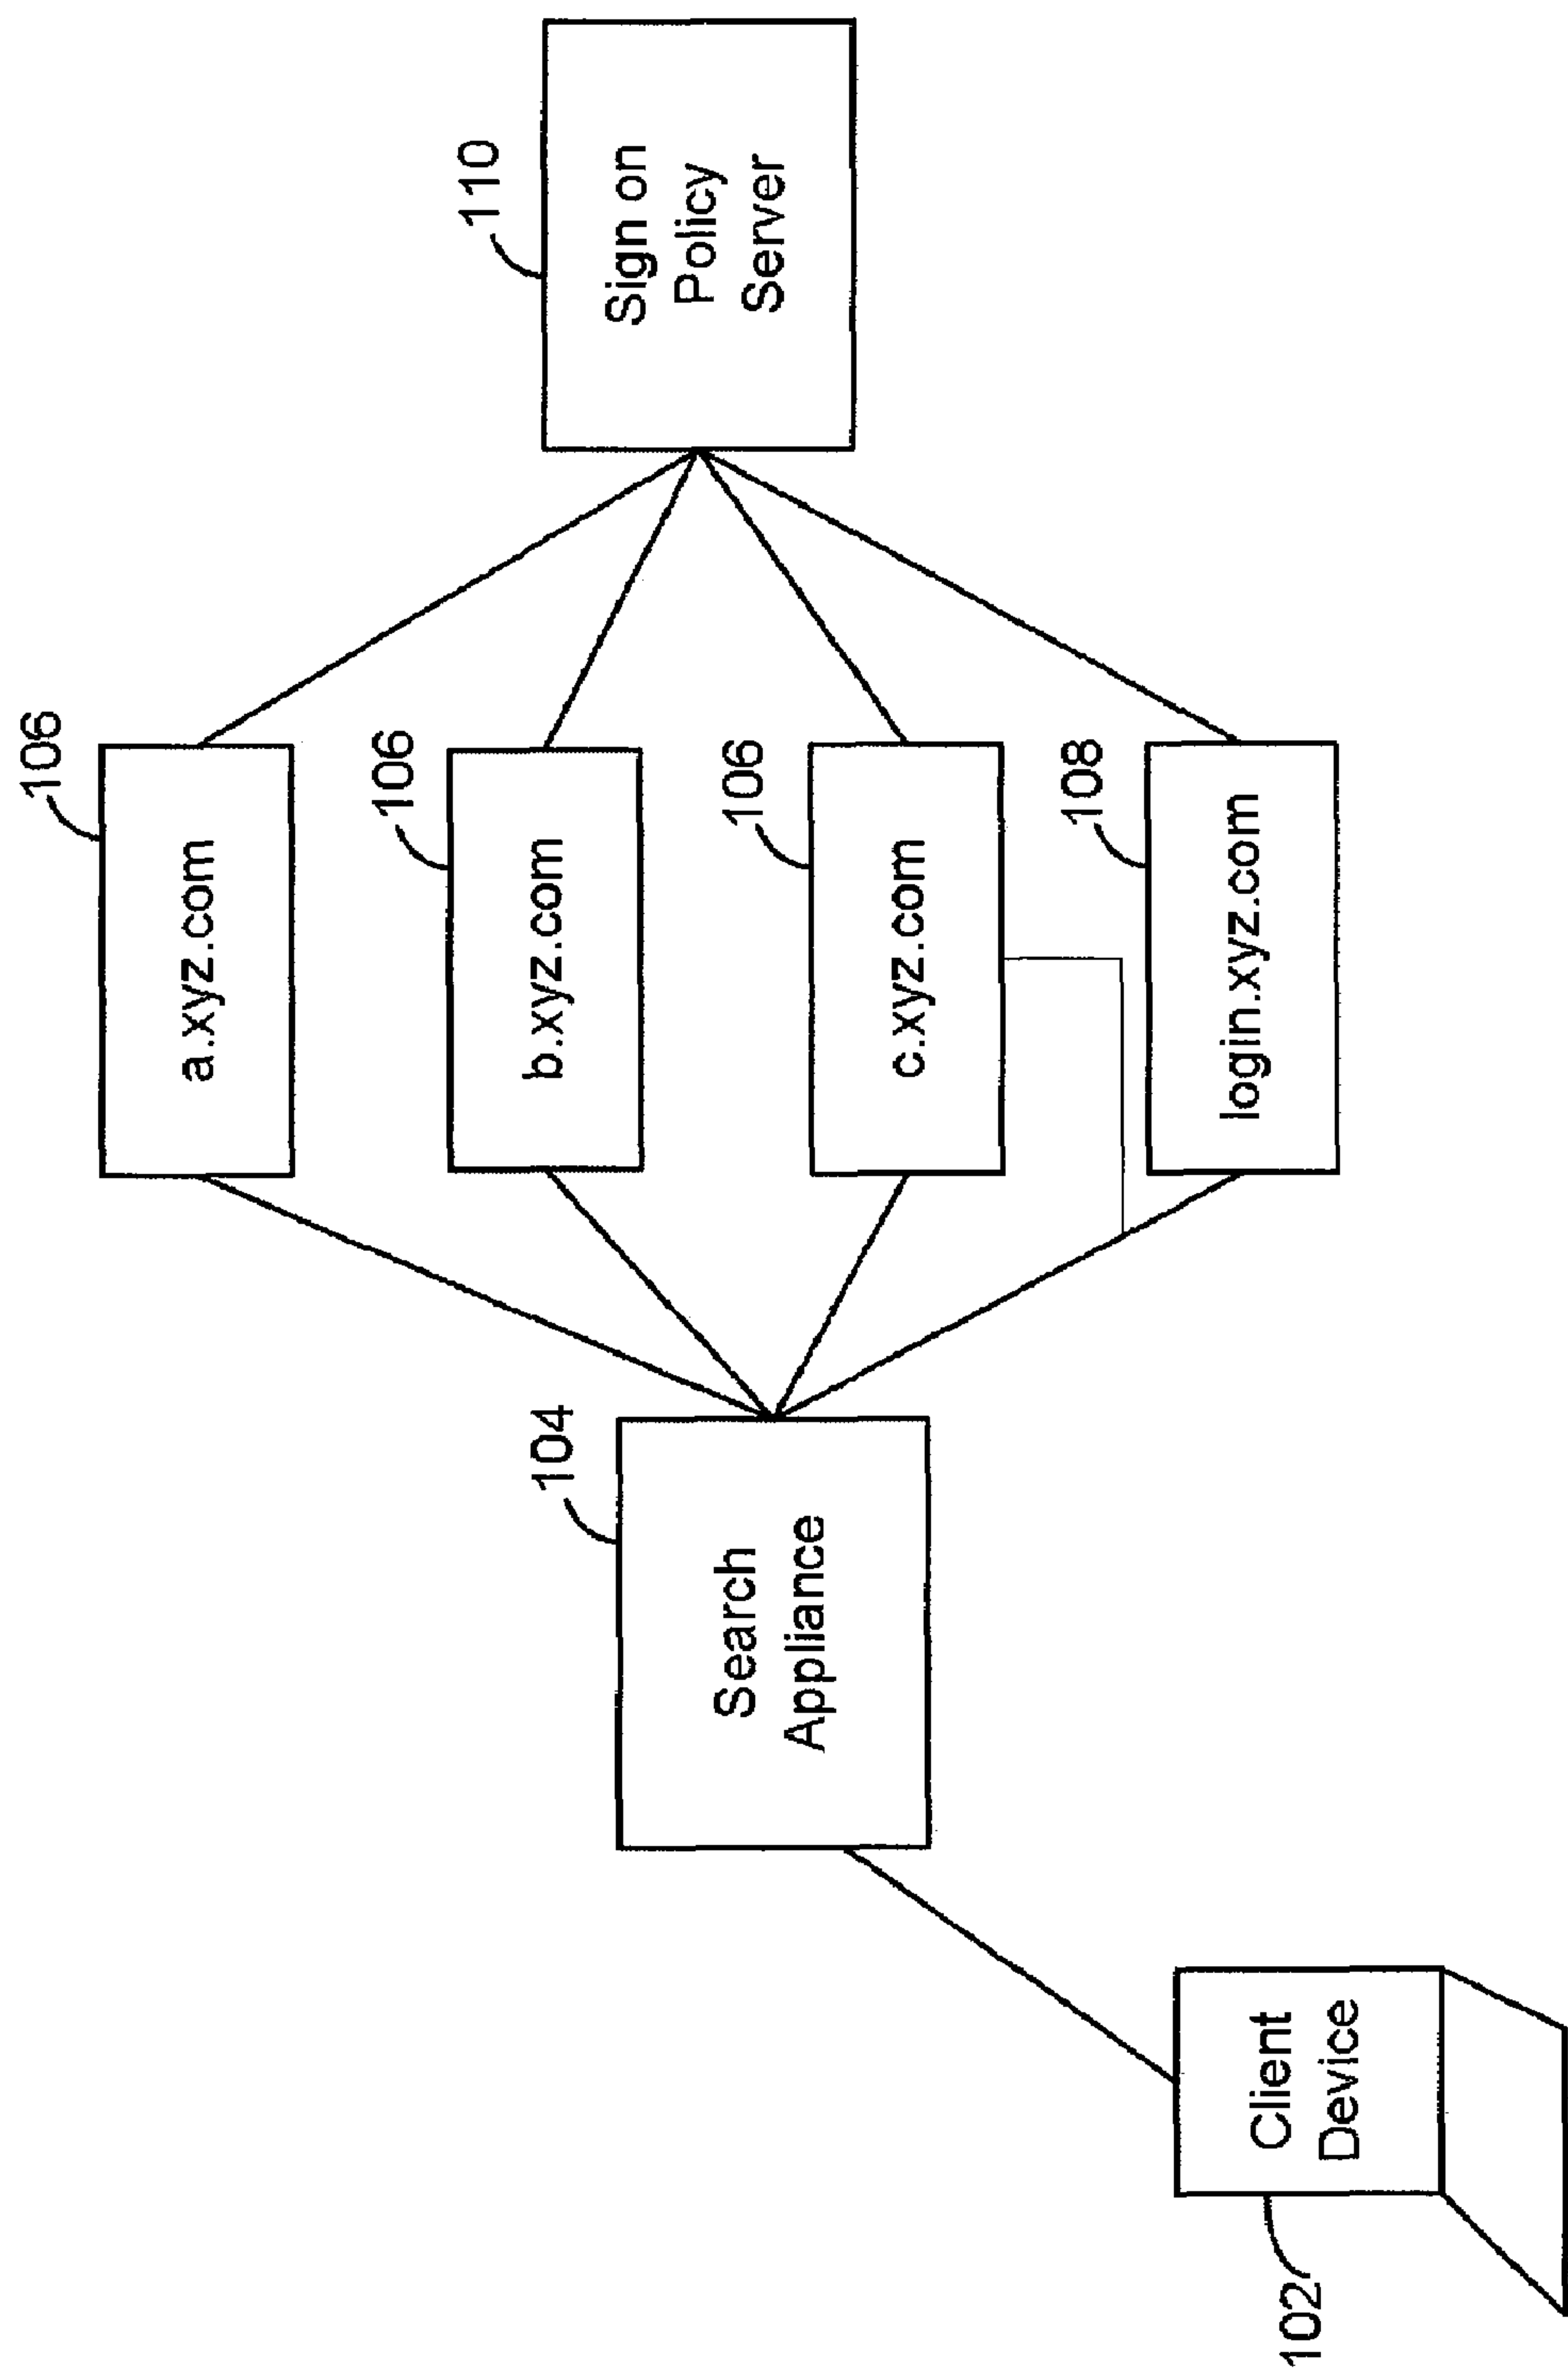 106
a.xyz.com
106
b.xyz.com
106
c.xyz.com
108
login.xyz.com
110
Sign on
Policy
Server
104
Search
Appliance
102
Client
Device